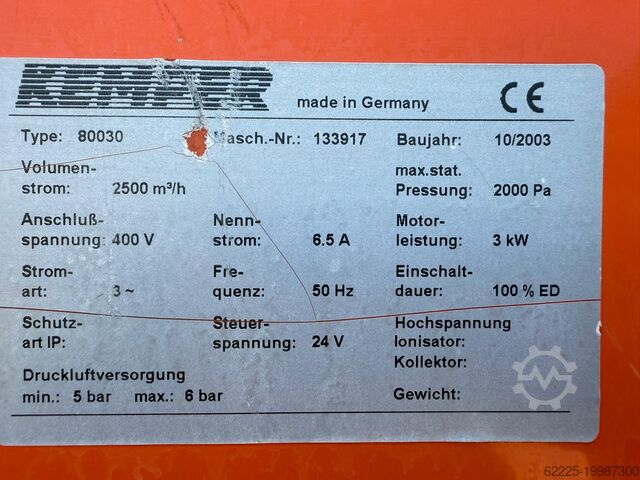 KEMPER
made in Germany CE
Type: 80030 Masch.-Nr.: 133917 Baujahr: 10/2003
Volumen- max.stat.
strom: 2500 m³/h Pressung: 2000 Pa
Anschluß- Nenn- Motor-
spannung: 400 V strom: 6.5 A leistung: 3 kW
Strom- Fre- Einschalt-
art: 3 ~ quenz: 50 Hz dauer: 100 % ED
Schutz- Steuer- Hochspannung
art IP: spannung: 24 V Ionisator:
Kollektor:
Druckluftversorgung
min.: 5 bar max.: 6 bar Gewicht:
62225-19987300